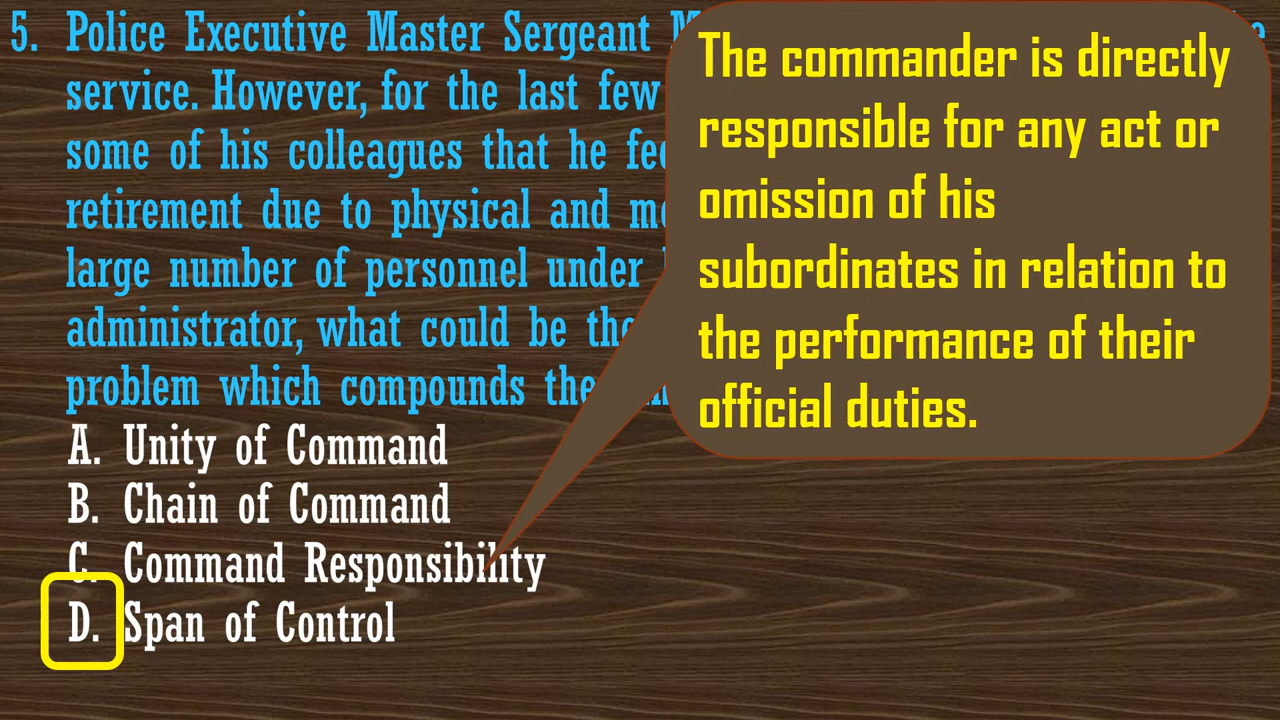 5. Police Executive Master Sergeant
service. However, for the last few
some of his colleagues that he
retirement due to physical and
large number of personnel under
administrator, what could be
problem which compounds
A. Unity of Command
B. Chain of Command
C. Command Responsibility
D. Span of Control
The commander is directly
responsible for any act or
omission of his
subordinates in relation to
the performance of their
official duties.